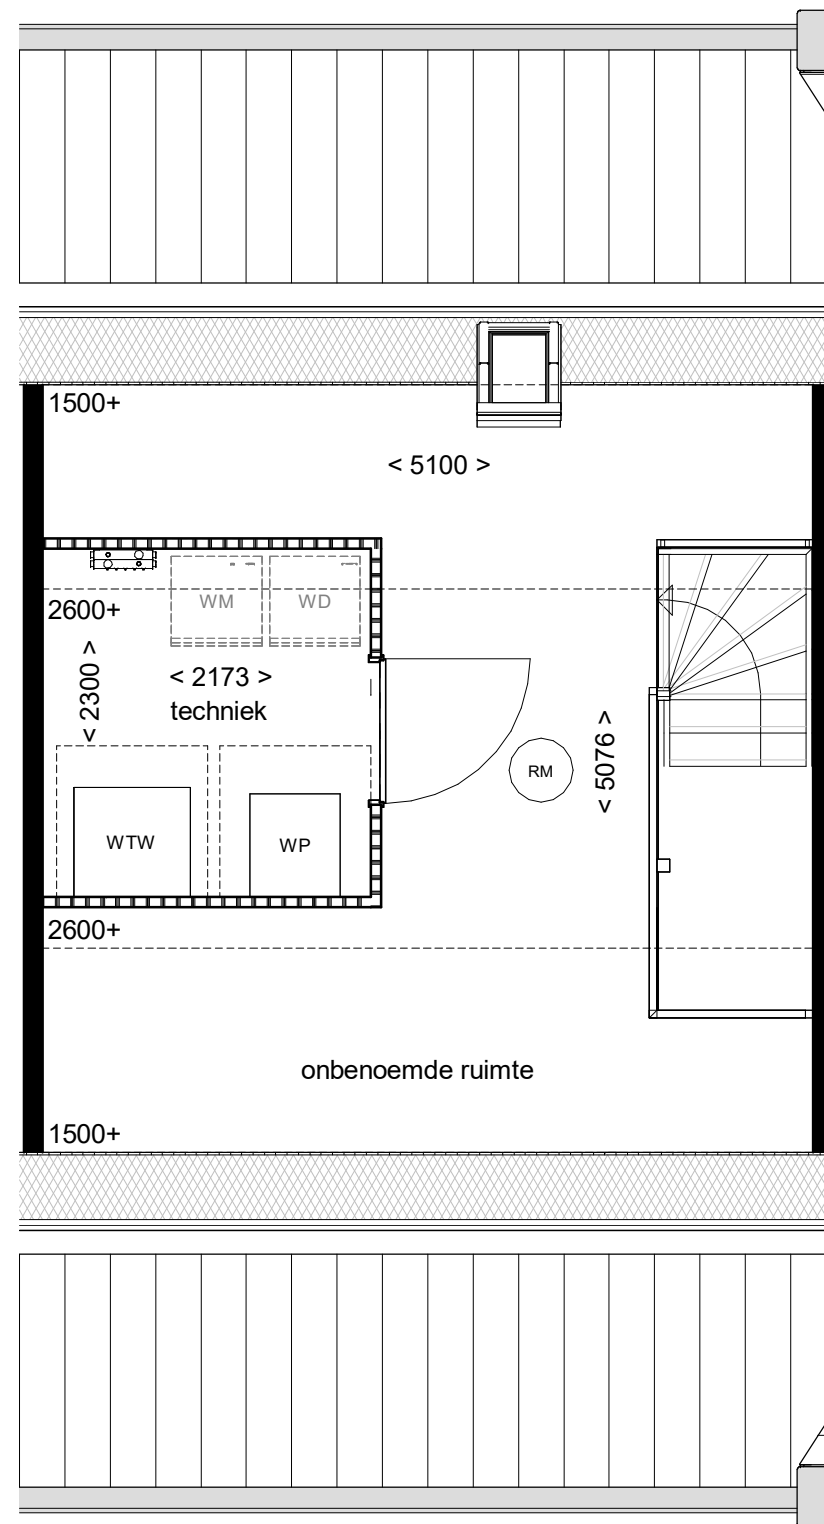 1500+
< 5100 >
WM
WD
2600+
< 2300 >
< 2173 >
techniek
< 5076 >
RM
WTW
WP
2600+
onbenoemde ruimte
1500+